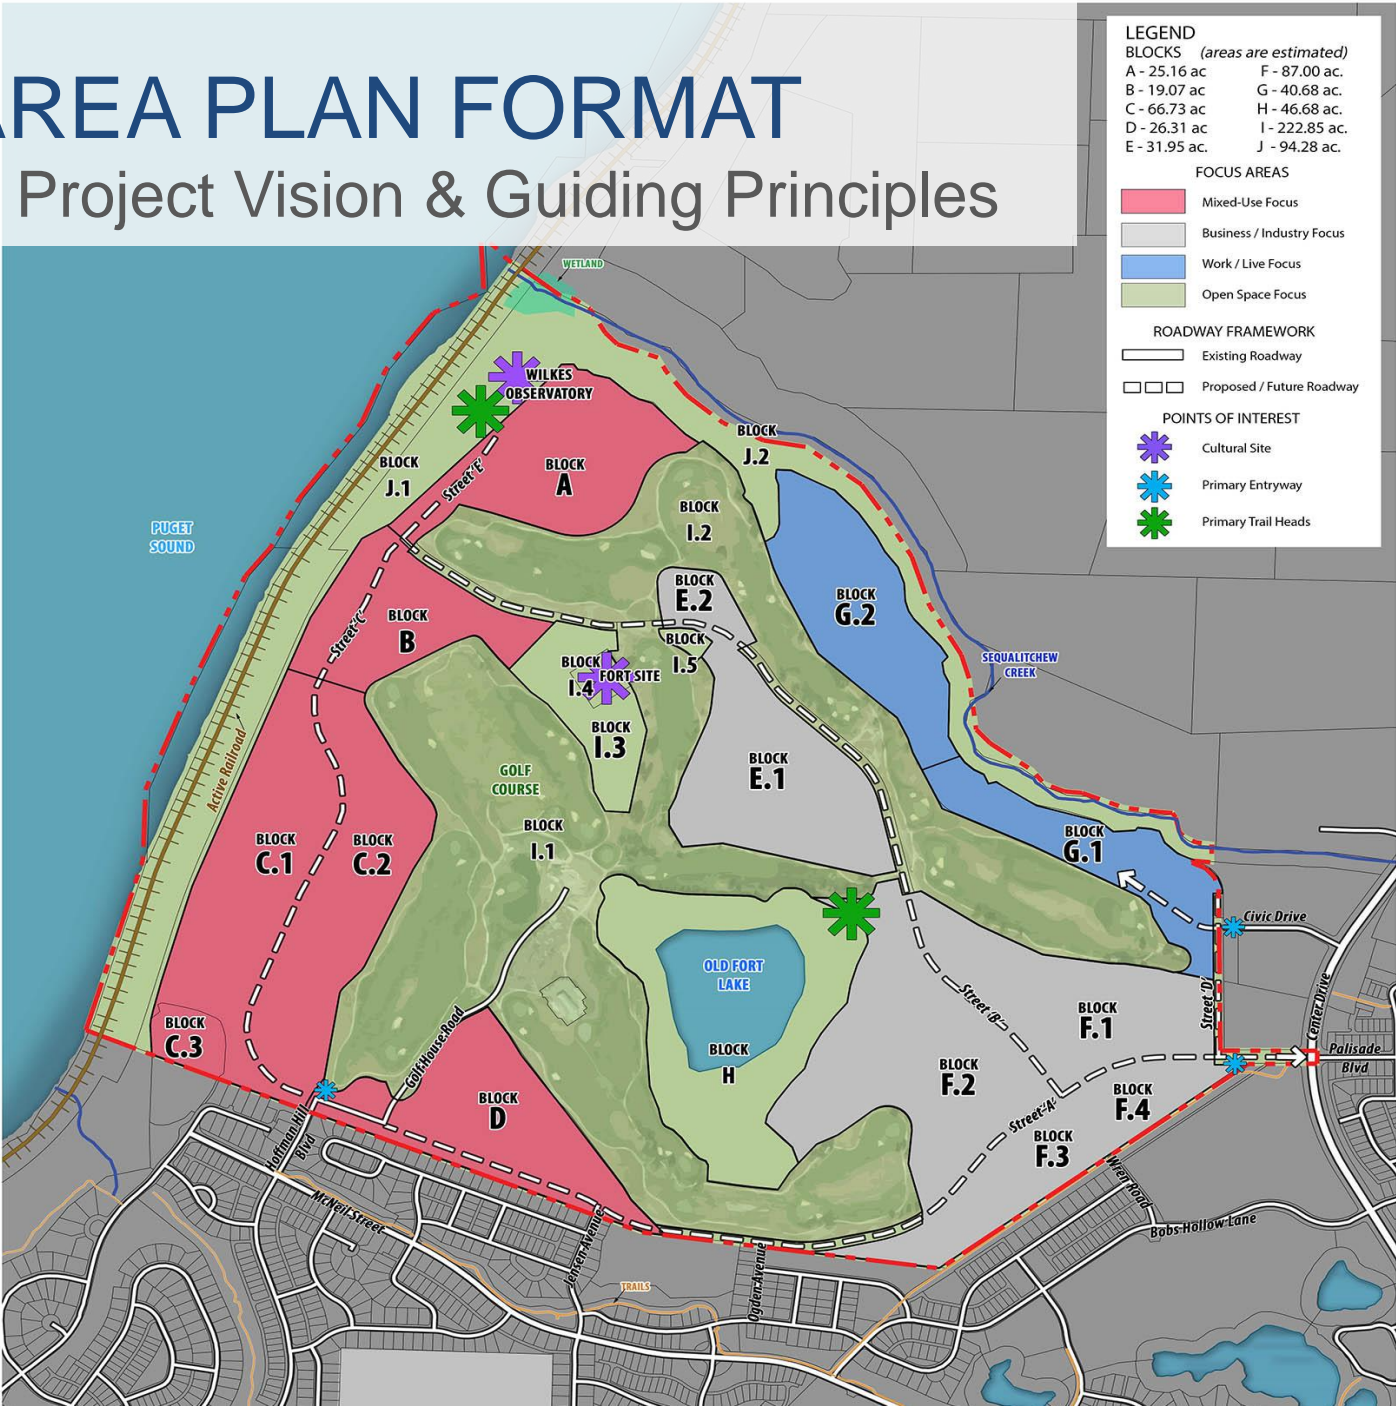 AREA PLAN FORMAT
Project Vision & Guiding Principles
LEGEND
BLOCKS (areas are estimated)
A - 25.16 ac F - 87.00 ac.
B - 19.07 ac G - 40.68 ac.
C - 66.73 ac H - 46.68 ac.
D - 26.31 ac I - 222.85 ac.
E - 31.95 ac. J - 94.28 ac.
FOCUS AREAS
Mixed-Use Focus
Business / Industry Focus
Work / Live Focus
Open Space Focus
ROADWAY FRAMEWORK
Existing Roadway
Proposed / Future Roadway
POINTS OF INTEREST
Cultural Site
Primary Entryway
Primary Trail Heads
WETLAND
WILKES
OBSERVATORY
BLOCK
J.1
Street 'E'
BLOCK
A
BLOCK
J.2
BLOCK
I.2
PUGET
SOUND
BLOCK
E.2
BLOCK
G.2
Street 'C'
BLOCK
B
BLOCK
I.5
BLOCK
I.4
FORT SITE
SEQUALITCHEW
CREEK
BLOCK
I.3
Active Railroad
GOLF
COURSE
BLOCK
E.1
BLOCK
I.1
BLOCK
C.1
BLOCK
C.2
BLOCK
G.1
Civic Drive
OLD FORT
LAKE
Street 'B'
Street 'D'
Center Drive
BLOCK
F.1
BLOCK
C.3
Golf House Road
BLOCK
H
BLOCK
F.2
Palisade
Blvd
BLOCK
D
Street 'A'
BLOCK
F.4
BLOCK
F.3
Hoffman Hill
Blvd
McNeil Street
Jensen Avenue
Ogden Avenue
Wren Road
Bobs Hollow Lane
TRAILS